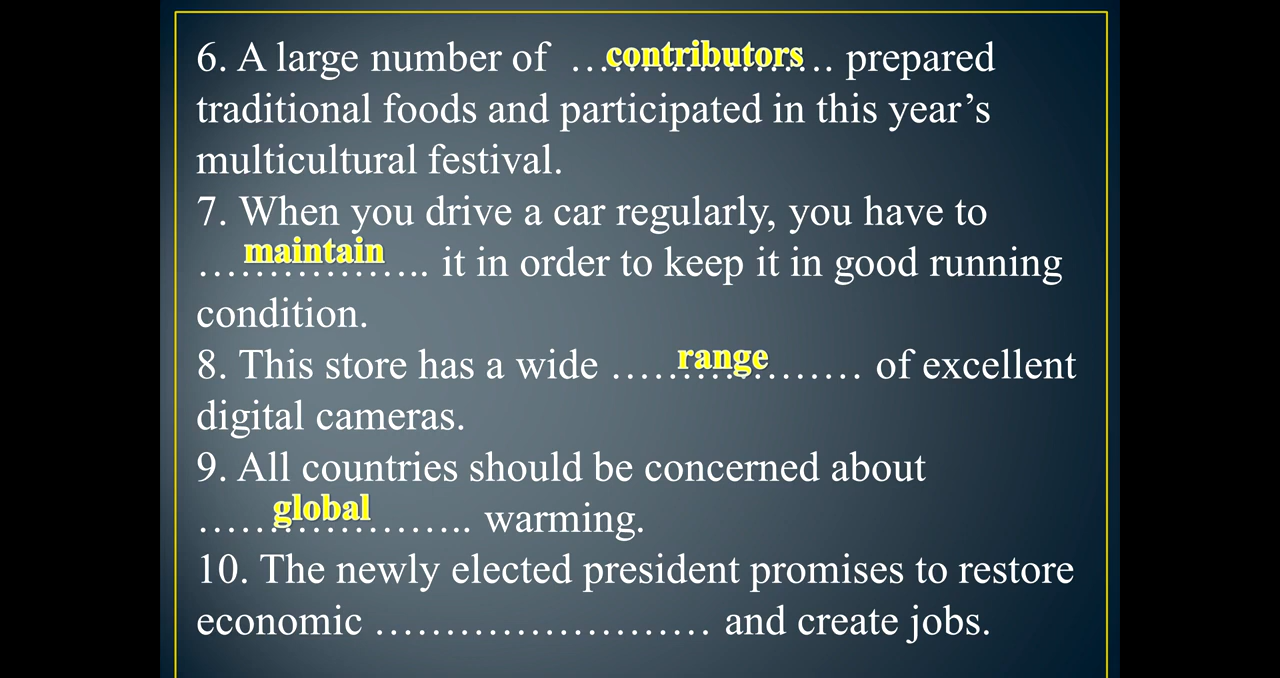 6. A large number of …contributors…. prepared
traditional foods and participated in this year’s
multicultural festival.
7. When you drive a car regularly, you have to
…maintain….. it in order to keep it in good running
condition.
8. This store has a wide …..range……… of excellent
digital cameras.
9. All countries should be concerned about
…..global…….. warming.
10. The newly elected president promises to restore
economic …………………… and create jobs.